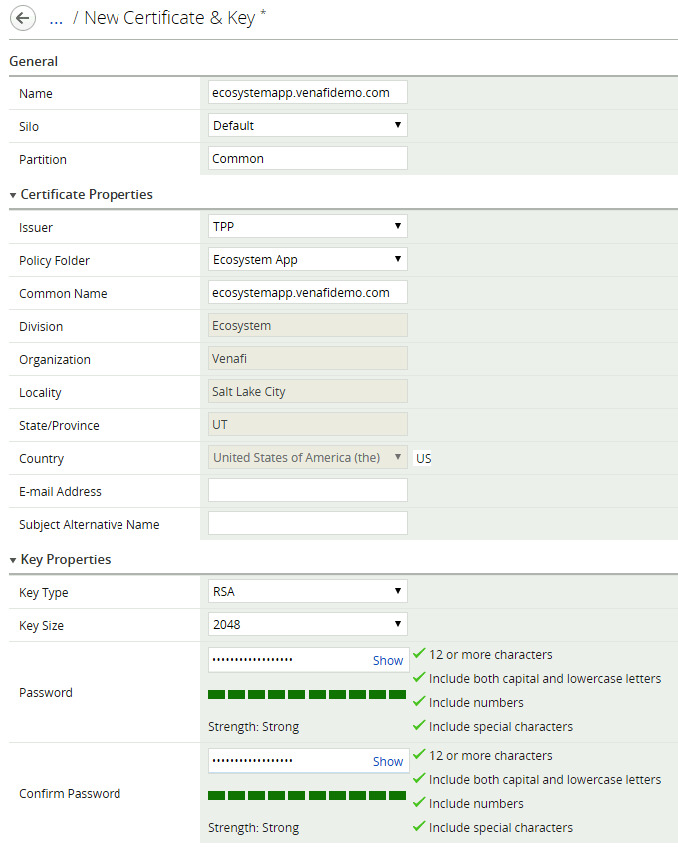 ... / New Certificate & Key *
General
Name ecosystemapp.venafidemo.com
Silo Default
Partition Common
Certificate Properties
Issuer TPP
Policy Folder Ecosystem App
Common Name ecosystemapp.venafidemo.com
Division Ecosystem
Organization Venafi
Locality Salt Lake City
State/Province UT
Country United States of America (the) US
E-mail Address
Subject Alternative Name
Key Properties
Key Type RSA
Key Size 2048
Password •••••••••••••••••• Show
Strength: Strong
12 or more characters
Include both capital and lowercase letters
Include numbers
Include special characters
Confirm Password •••••••••••••••••• Show
Strength: Strong
12 or more characters
Include both capital and lowercase letters
Include numbers
Include special characters